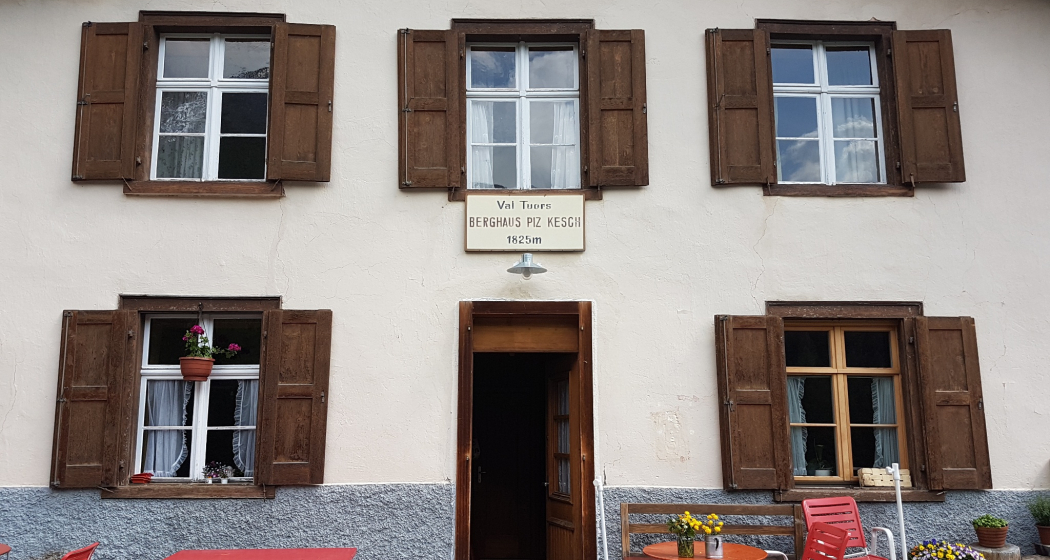 Val Tuors
BERGHAUS PIZ KESCH
1825m